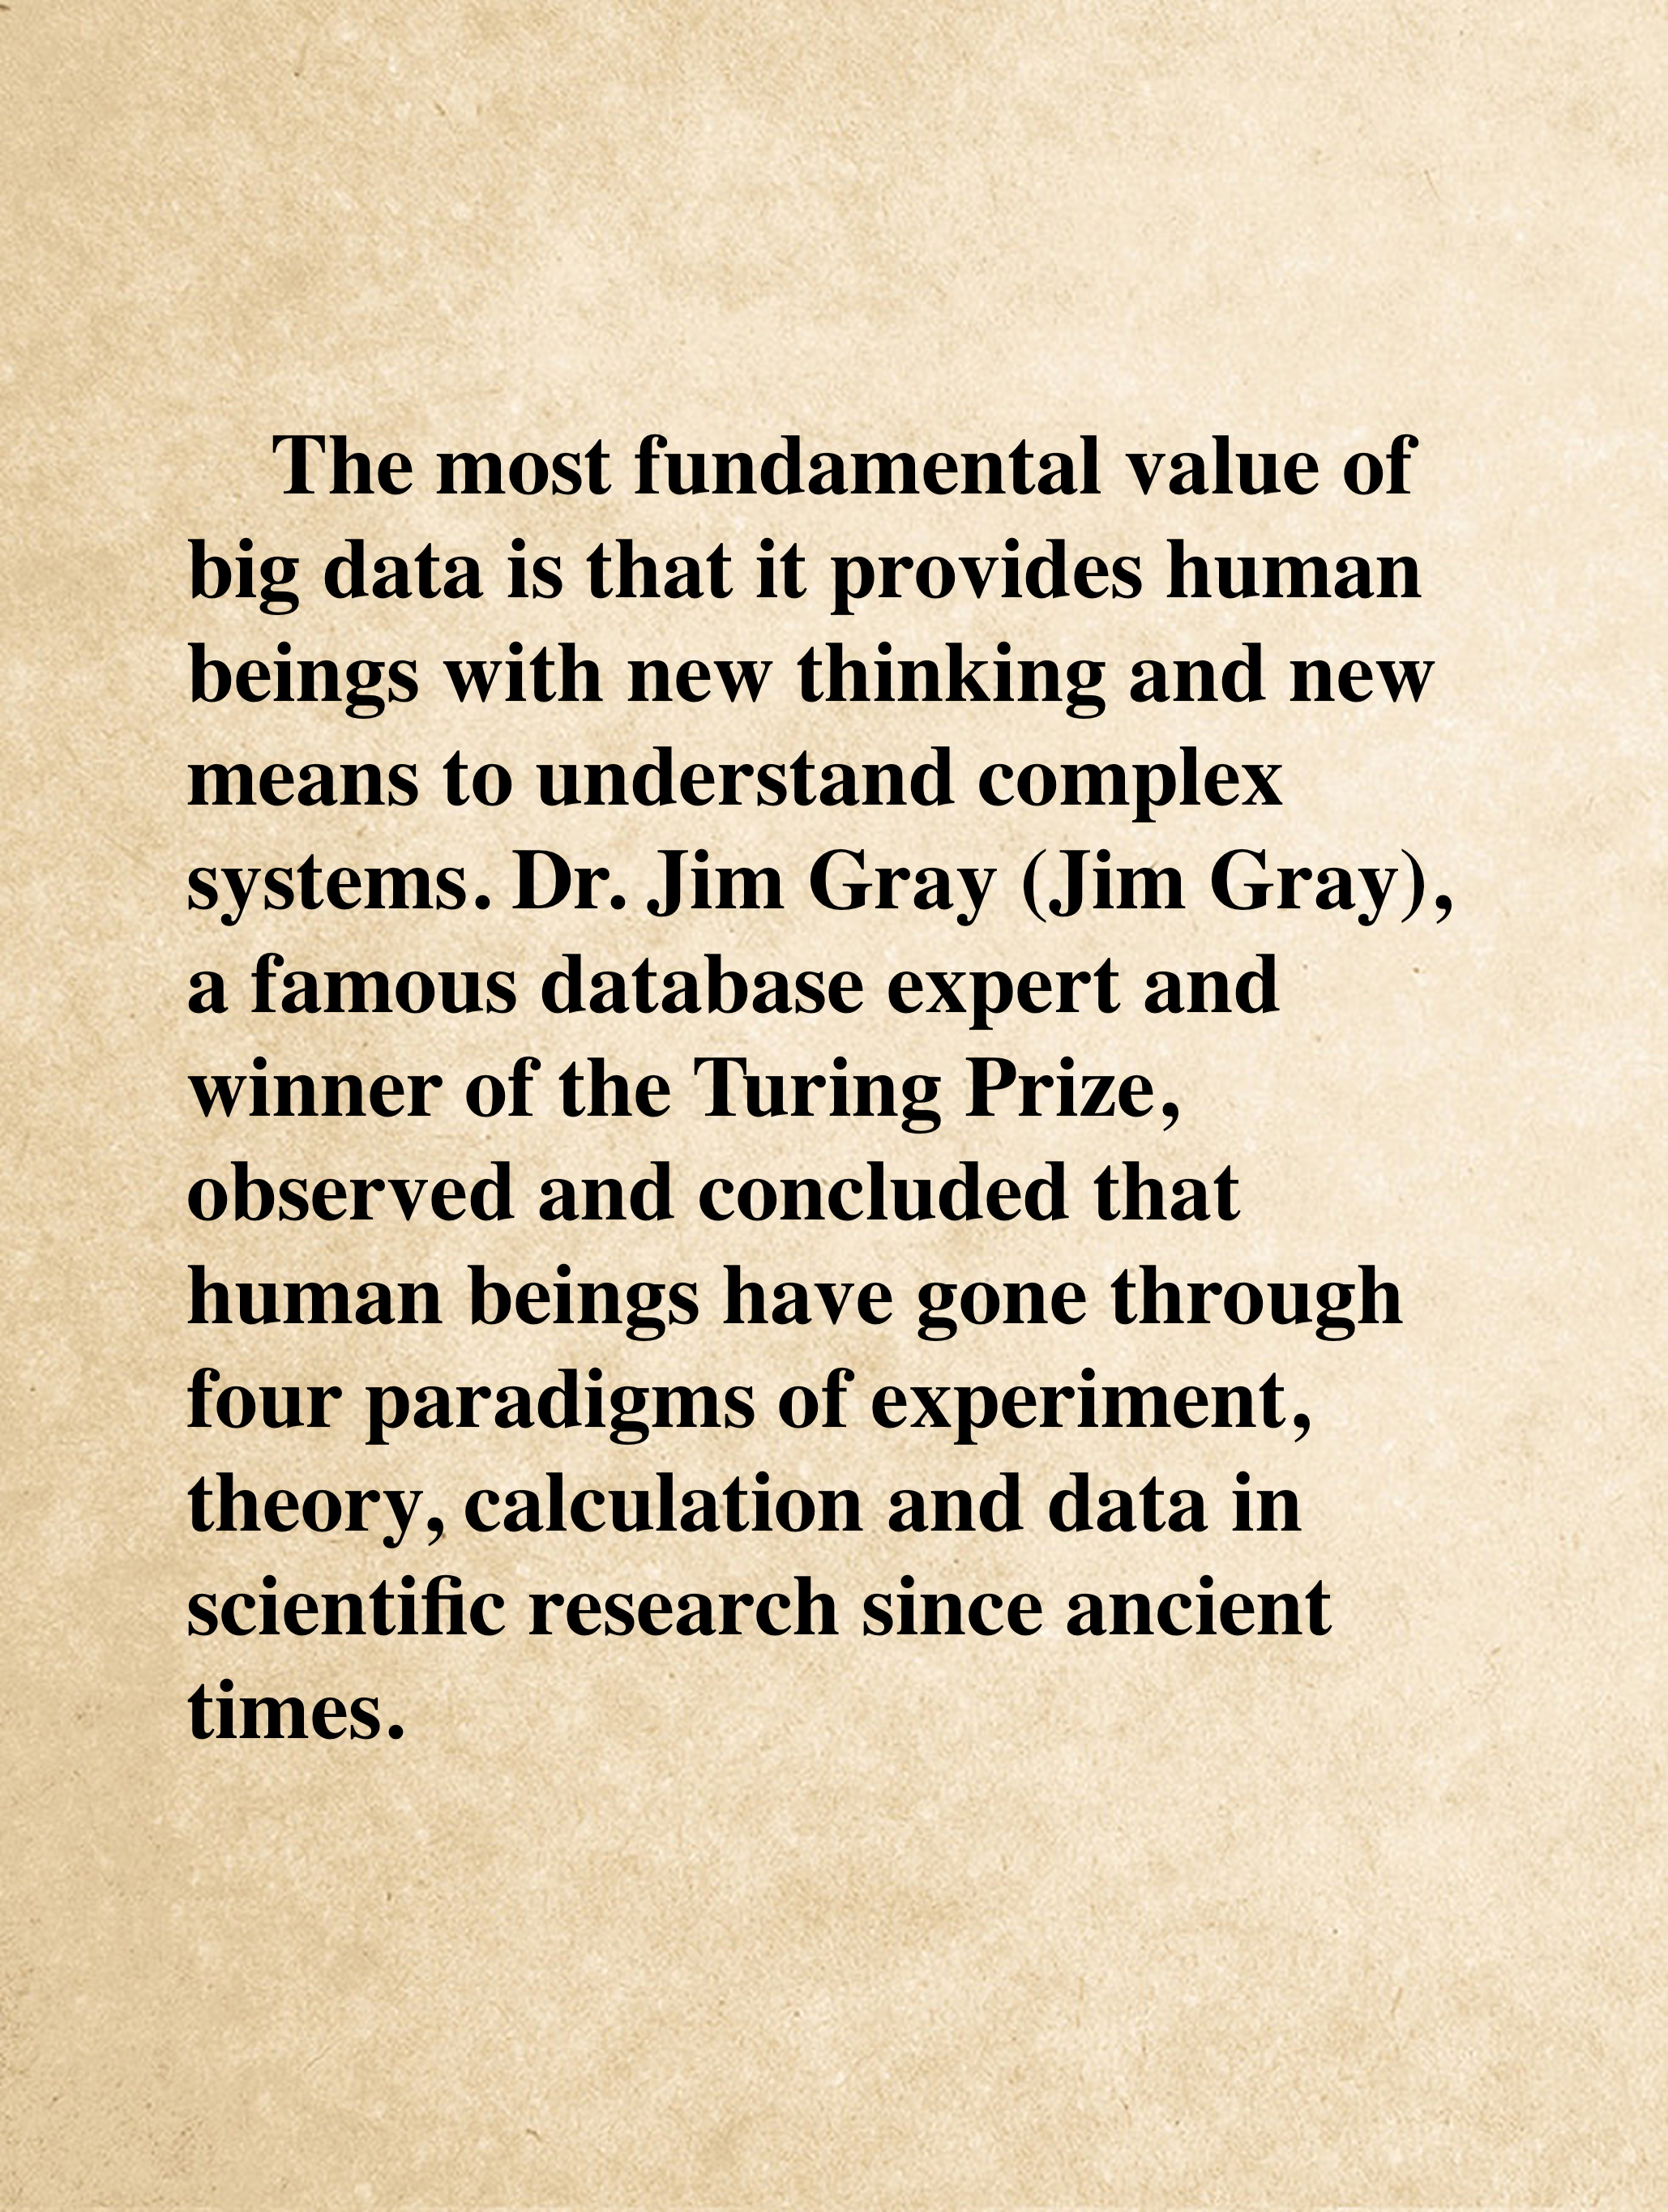 The most fundamental value of
big data is that it provides human
beings with new thinking and new
means to understand complex
systems. Dr. Jim Gray (Jim Gray),
a famous database expert and
winner of the Turing Prize,
observed and concluded that
human beings have gone through
four paradigms of experiment,
theory, calculation and data in
scientific research since ancient
times.